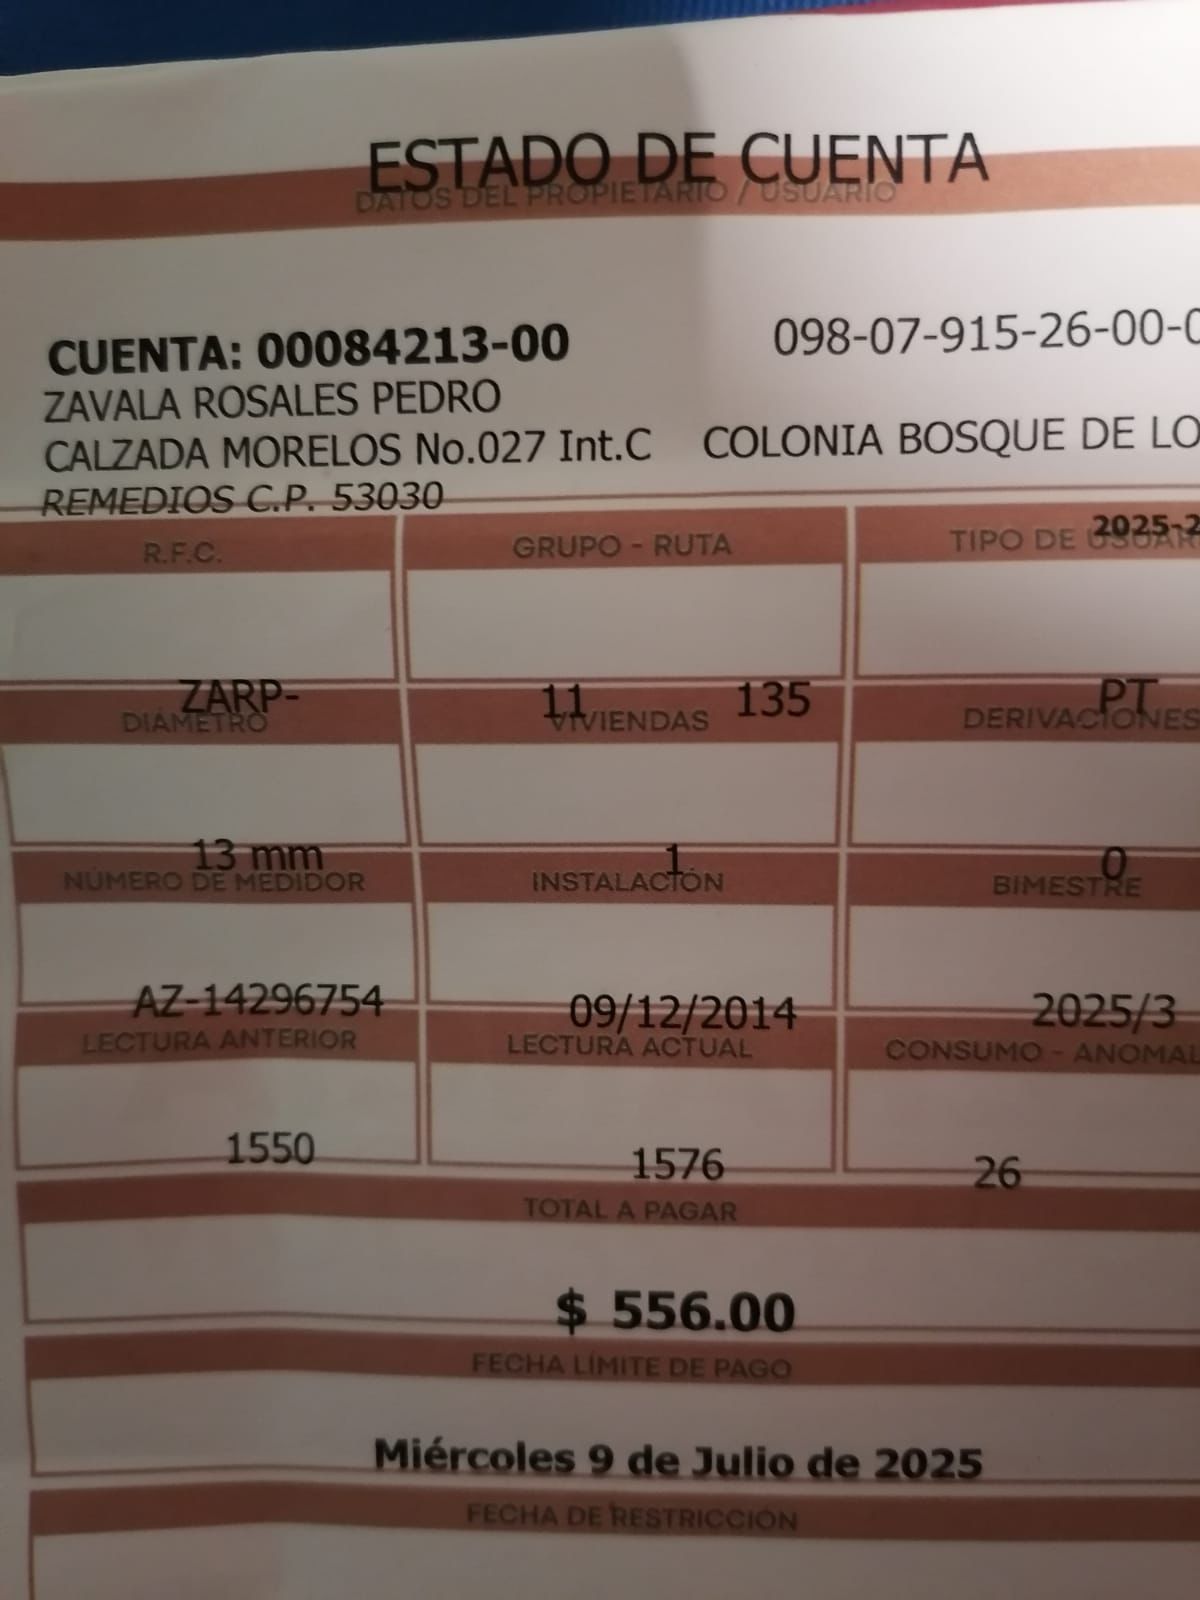 ESTADO DE CUENTA
DATOS DEL PROPIETARIO / USUARIO
CUENTA: 00084213-00 098-07-915-26-00-0
ZAVALA ROSALES PEDRO
CALZADA MORELOS No.027 Int.C COLONIA BOSQUE DE LO
REMEDIOS C.P. 53030
2025-2
R.F.C. GRUPO - RUTA TIPO DE USUAR
ZARP- 11 135 PT
DIÁMETRO VIVIENDAS DERIVACIONES
13 mm 1 0
NÚMERO DE MEDIDOR INSTALACIÓN BIMESTRE
AZ-14296754 09/12/2014 2025/3
LECTURA ANTERIOR LECTURA ACTUAL CONSUMO - ANOMAL
1550 1576 26
TOTAL A PAGAR
$ 556.00
FECHA LÍMITE DE PAGO
Miércoles 9 de Julio de 2025
FECHA DE RESTRICCIÓN